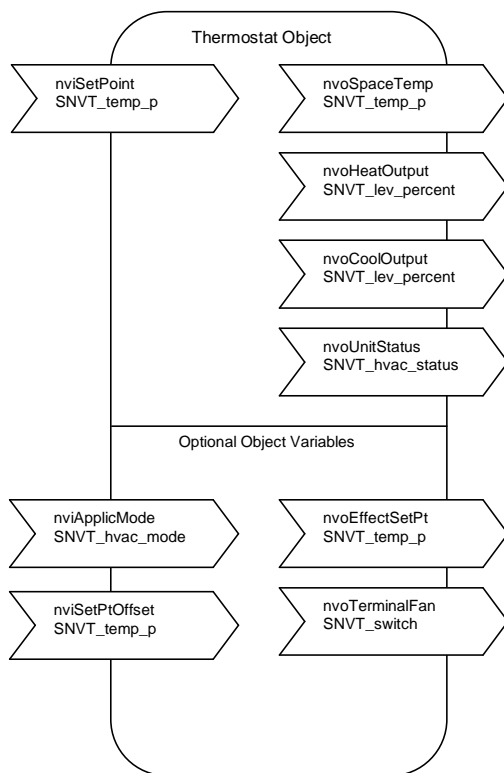 Thermostat Object
nviSetPoint
SNVT_temp_p
nvoSpaceTemp
SNVT_temp_p
nvoHeatOutput
SNVT_lev_percent
nvoCoolOutput
SNVT_lev_percent
nvoUnitStatus
SNVT_hvac_status
Optional Object Variables
nviApplicMode
SNVT_hvac_mode
nvoEffectSetPt
SNVT_temp_p
nviSetPtOffset
SNVT_temp_p
nvoTerminalFan
SNVT_switch